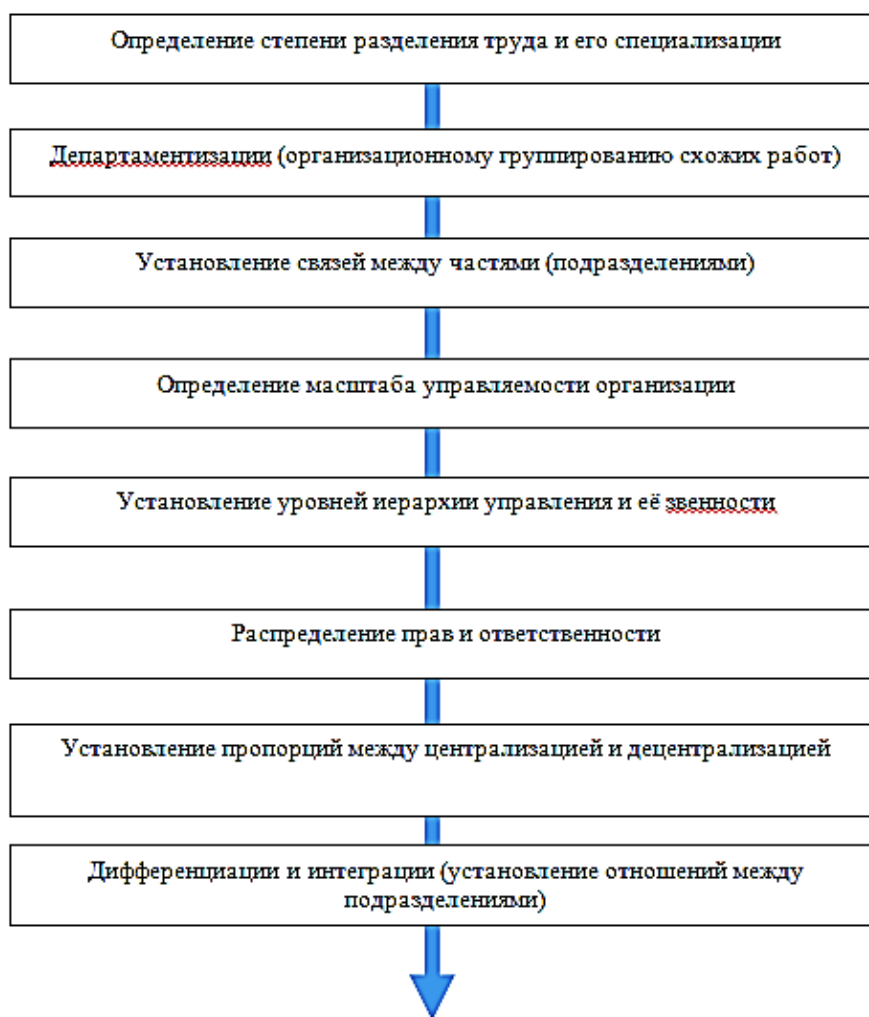 Определение степени разделения труда и его специализации
Департаментизации (организационному группированию схожих работ)
Установление связей между частями (подразделениями)
Определение масштаба управляемости организации
Установление уровней иерархии управления и её звенности
Распределение прав и ответственности
Установление пропорций между централизацией и децентрализацией
Дифференциации и интеграции (установление отношений между
подразделениями)